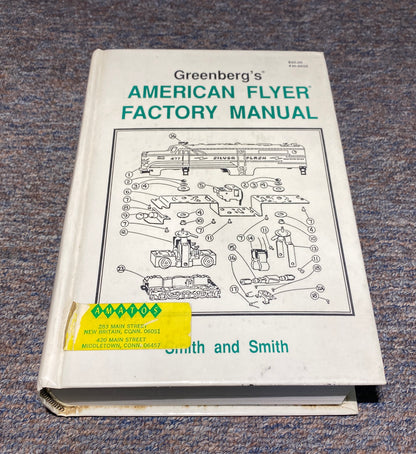 Greenberg's®
AMERICAN FLYER®
FACTORY MANUAL
477 SILVER FLASH
AMATOS
283 MAIN STREET
NEW BRITAIN, CONN. 06051
420 MAIN STREET
MIDDLETOWN, CONN. 06457
Smith and Smith